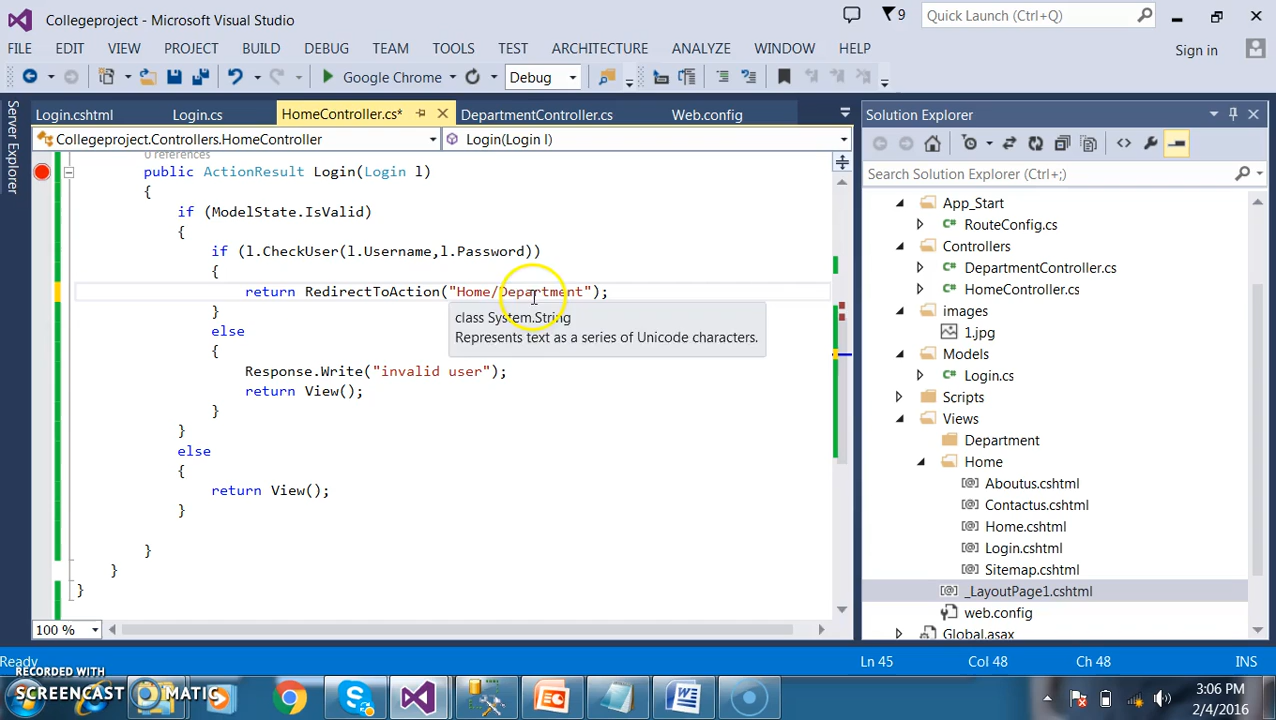 Collegeproject - Microsoft Visual Studio
9
Quick Launch (Ctrl+Q)
FILE EDIT VIEW PROJECT BUILD DEBUG TEAM TOOLS TEST ARCHITECTURE ANALYZE WINDOW HELP
Sign in
Google Chrome
Debug
Server Explorer
Login.cshtml Login.cs HomeController.cs* DepartmentController.cs Web.config
Collegeproject.Controllers.HomeController
Login(Login l)
0 references
public ActionResult Login(Login l)
{
if (ModelState.IsValid)
{
if (l.CheckUser(l.Username,l.Password))
{
return RedirectToAction("Home/Department");
class System.String
Represents text as a series of Unicode characters.
}
else
{
Response.Write("invalid user");
return View();
}
}
else
{
return View();
}
}
}
}
100 %
Solution Explorer
Search Solution Explorer (Ctrl+;)
App_Start
C# RouteConfig.cs
Controllers
C# DepartmentController.cs
C# HomeController.cs
images
1.jpg
Models
C# Login.cs
Scripts
Views
Department
Home
[@] Aboutus.cshtml
[@] Contactus.cshtml
[@] Home.cshtml
[@] Login.cshtml
[@] Sitemap.cshtml
[@] _LayoutPage1.cshtml
web.config
Global.asax
Ready
Ln 45 Col 48 Ch 48 INS
RECORDED WITH
SCREENCAST MATIC
3:06 PM
2/4/2016